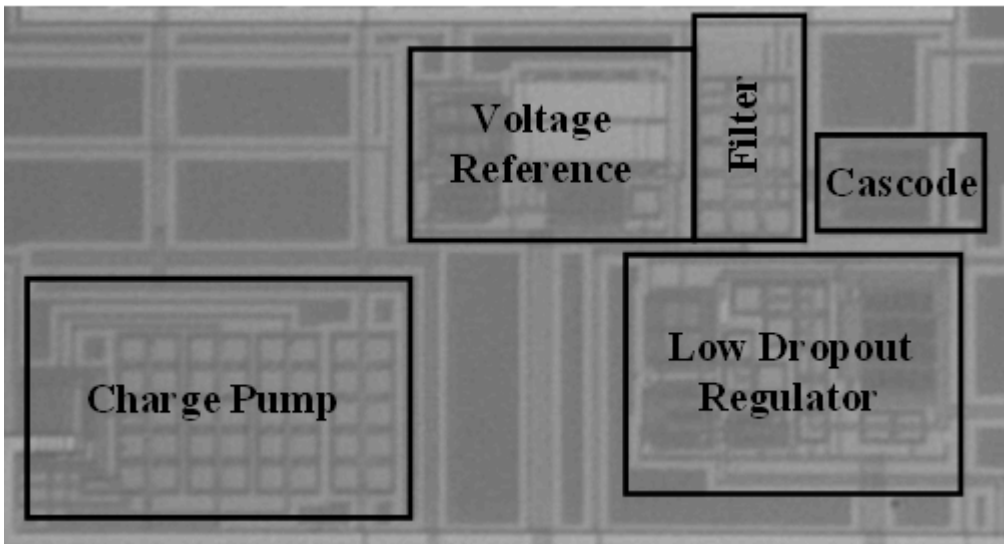 Voltage
Reference
Filter
Cascode
Charge Pump
Low Dropout
Regulator